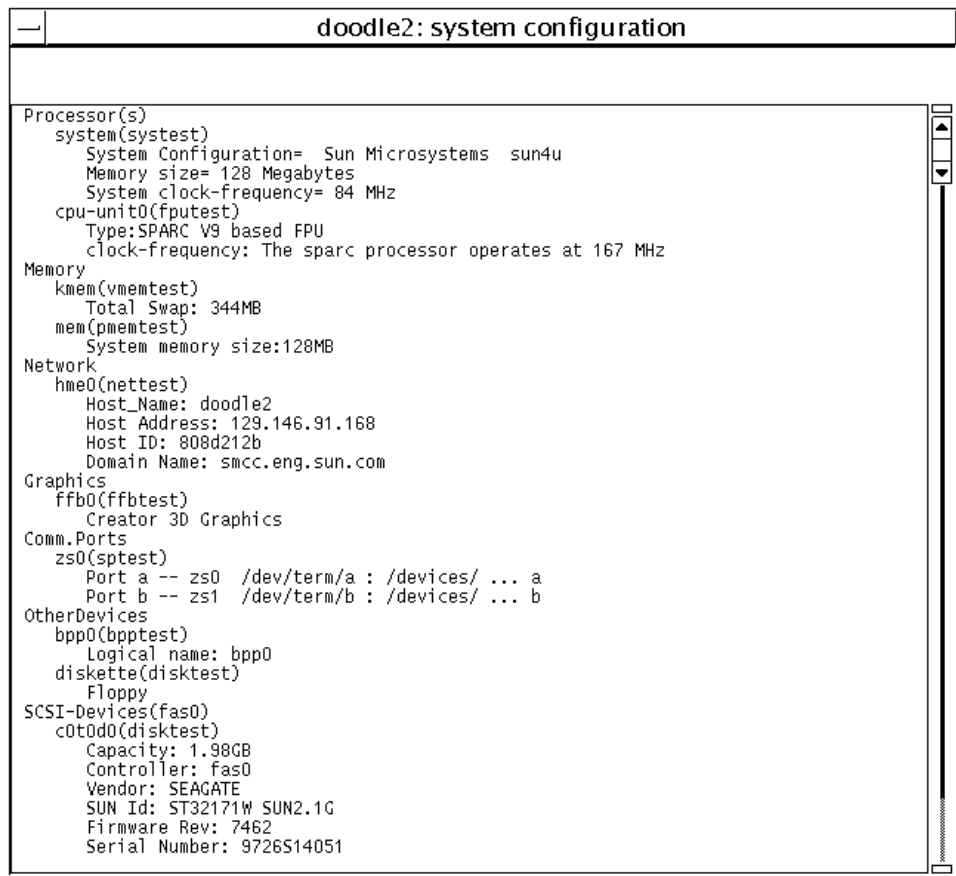 doodle2: system configuration
Processor(s)
system(systest)
System Configuration=  Sun Microsystems  sun4u
Memory size= 128 Megabytes
System clock-frequency= 84 MHz
cpu-unit0(fputest)
Type:SPARC V9 based FPU
clock-frequency: The sparc processor operates at 167 MHz
Memory
kmem(vmemtest)
Total Swap: 344MB
mem(pmemtest)
System memory size:128MB
Network
hme0(nettest)
Host_Name: doodle2
Host Address: 129.146.91.168
Host ID: 808d212b
Domain Name: smcc.eng.sun.com
Graphics
ffb0(ffbtest)
Creator 3D Graphics
Comm.Ports
zs0(sptest)
Port a -- zs0  /dev/term/a : /devices/ ... a
Port b -- zs1  /dev/term/b : /devices/ ... b
OtherDevices
bpp0(bpptest)
Logical name: bpp0
diskette(disktest)
Floppy
SCSI-Devices(fas0)
c0t0d0(disktest)
Capacity: 1.98GB
Controller: fas0
Vendor: SEAGATE
SUN Id: ST32171W SUN2.1G
Firmware Rev: 7462
Serial Number: 9726S14051